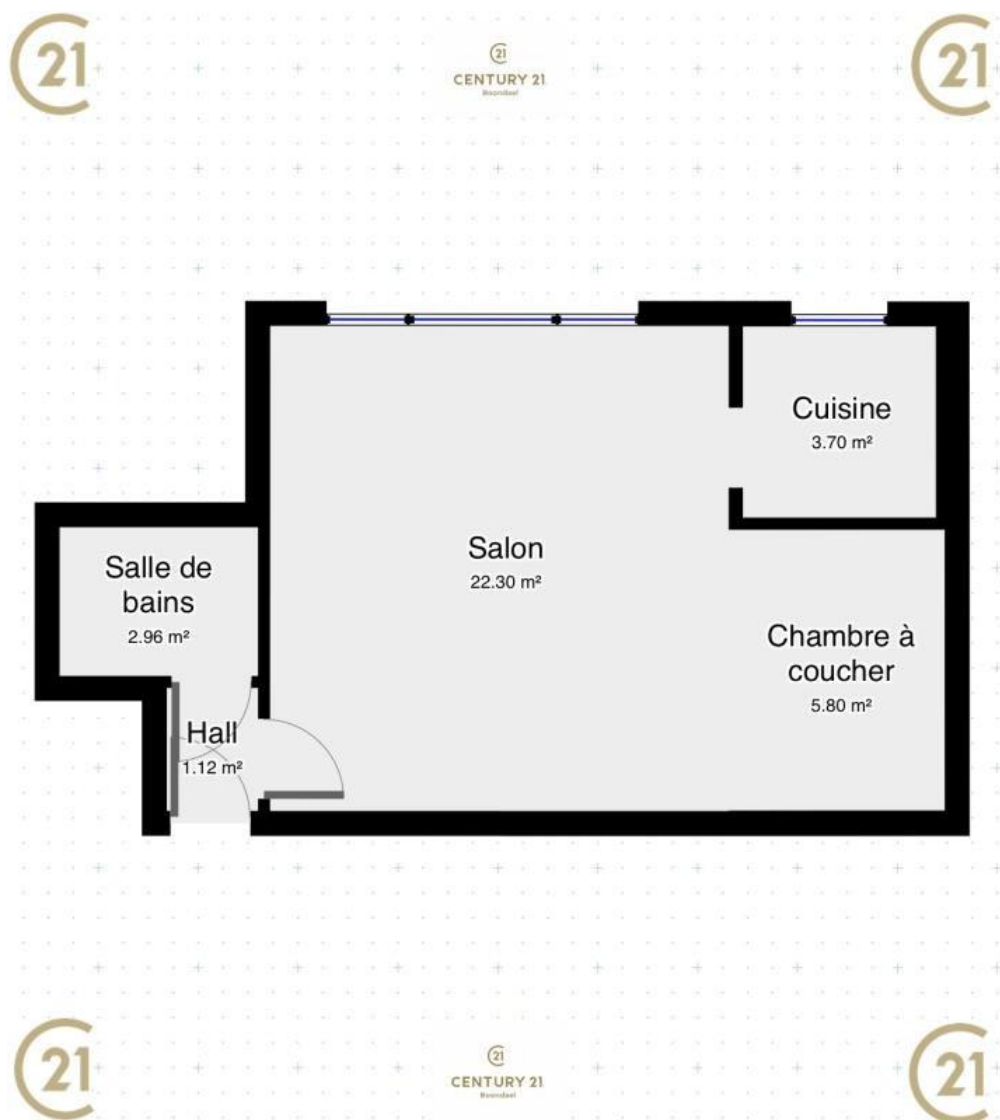 21
21
CENTURY 21
21
Cuisine
3.70 m²
Salon
22.30 m²
Salle de
bains
2.96 m²
Chambre à
coucher
5.80 m²
Hall
1.12 m²
21
21
CENTURY 21
21